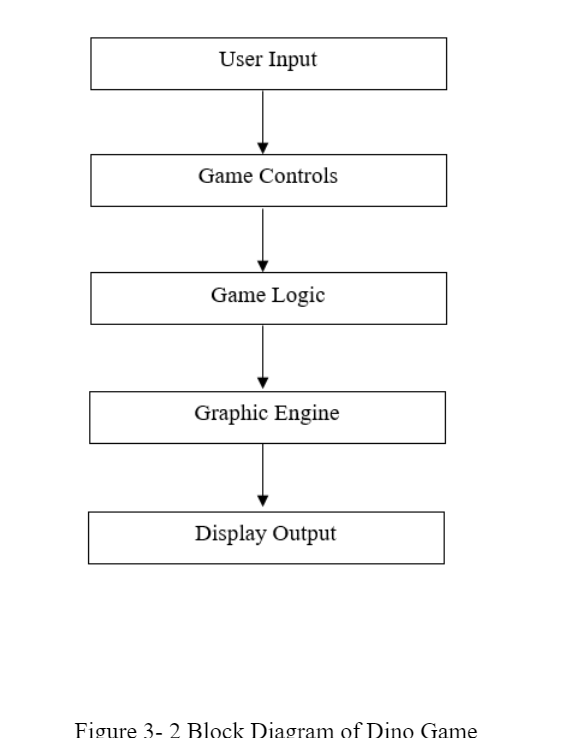 User Input
Game Controls
Game Logic
Graphic Engine
Display Output
Figure 3- 2 Block Diagram of Dino Game